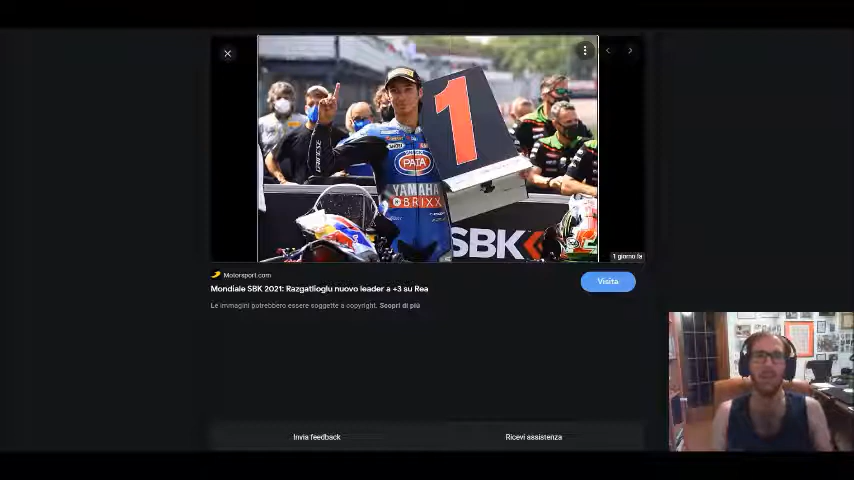 1
PATA
YAMAHA
BRIXX
SBK
1 giorno fa
Motorsport.com
Mondiale SBK 2021: Razgatlioglu nuovo leader a +3 su Rea
Visita
Le immagini potrebbero essere soggette a copyright. Scopri di più
Invia feedback
Ricevi assistenza